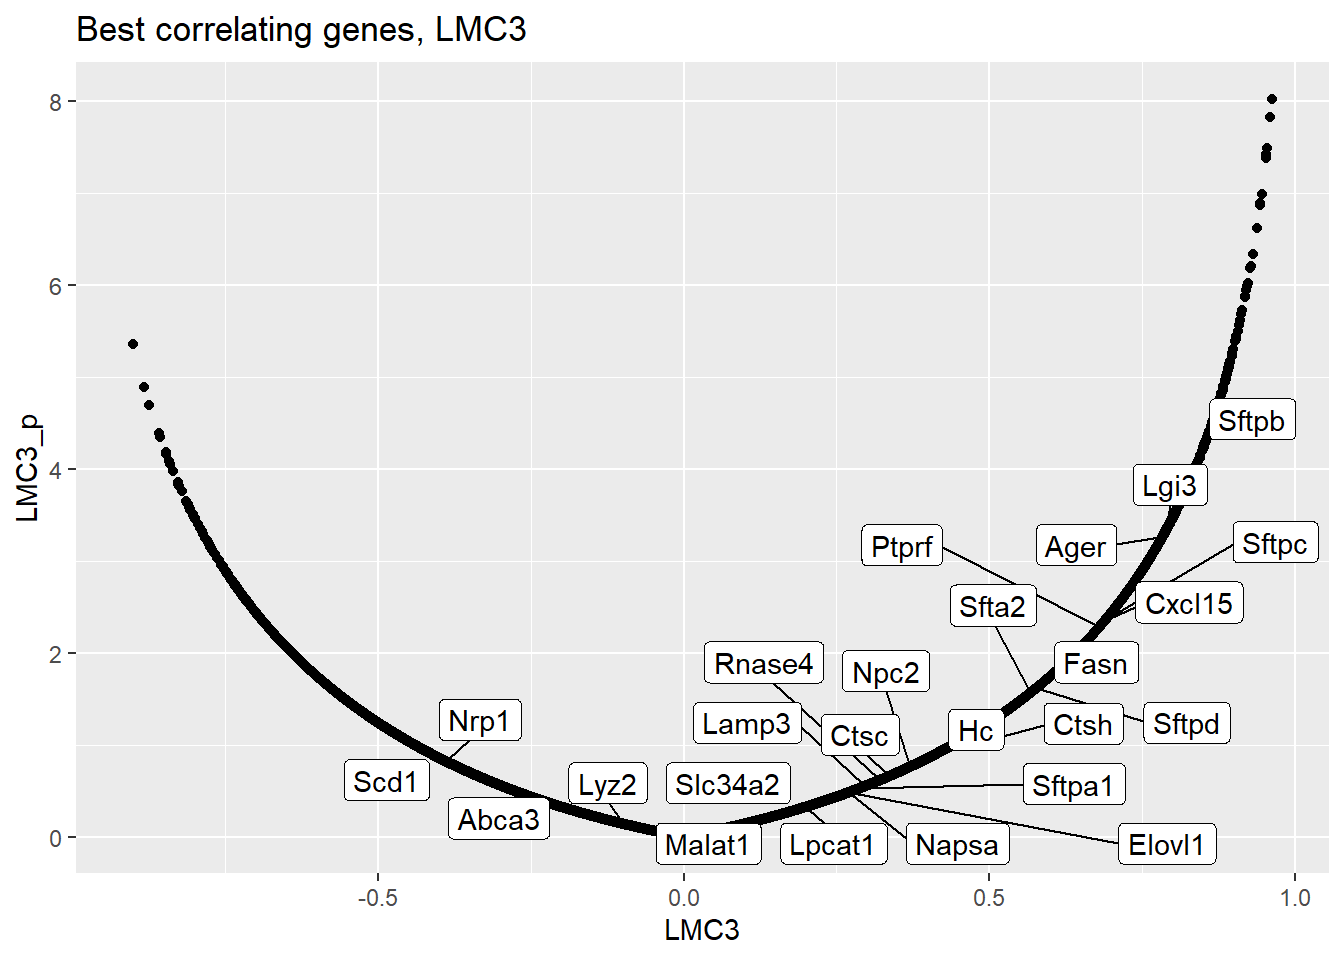 Best correlating genes, LMC3
8
6
4
2
0
LMC3_p
Sftpb
Lgi3
Ptprf
Ager
Sftpc
Sfta2
Cxcl15
Rnase4
Npc2
Fasn
Nrp1
Lamp3
Ctsc
Hc
Ctsh
Sftpd
Scd1
Lyz2
Slc34a2
Sftpa1
Abca3
Malat1
Lpcat1
Napsa
Elovl1
-0.5
0.0
0.5
1.0
LMC3